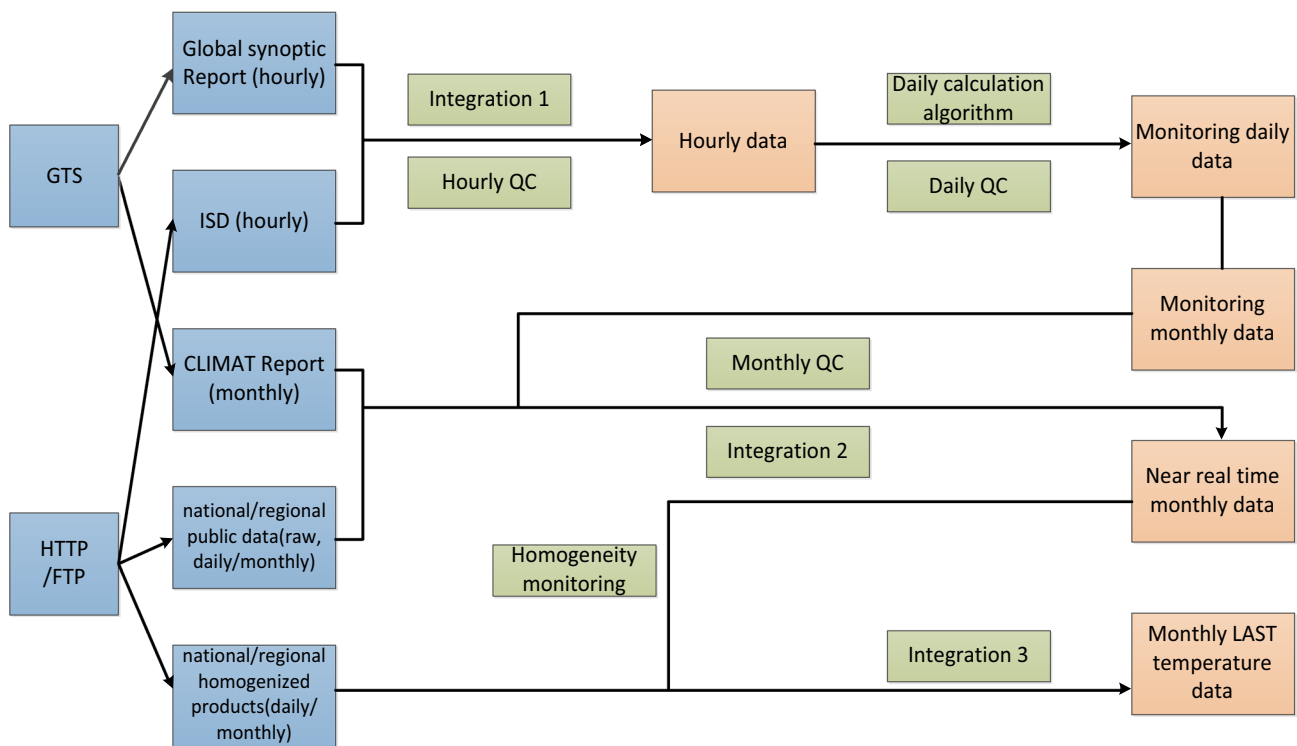 Global synoptic
Report (hourly)
Integration 1
Daily calculation
algorithm
Hourly data
Monitoring daily
data
GTS
Hourly QC
Daily QC
ISD (hourly)
Monitoring
monthly data
CLIMAT Report
(monthly)
Monthly QC
Integration 2
Near real time
monthly data
national/regional
public data(raw,
daily/monthly)
HTTP
/FTP
Homogeneity
monitoring
national/regional
homogenized
products(daily/
monthly)
Integration 3
Monthly LAST
temperature
data